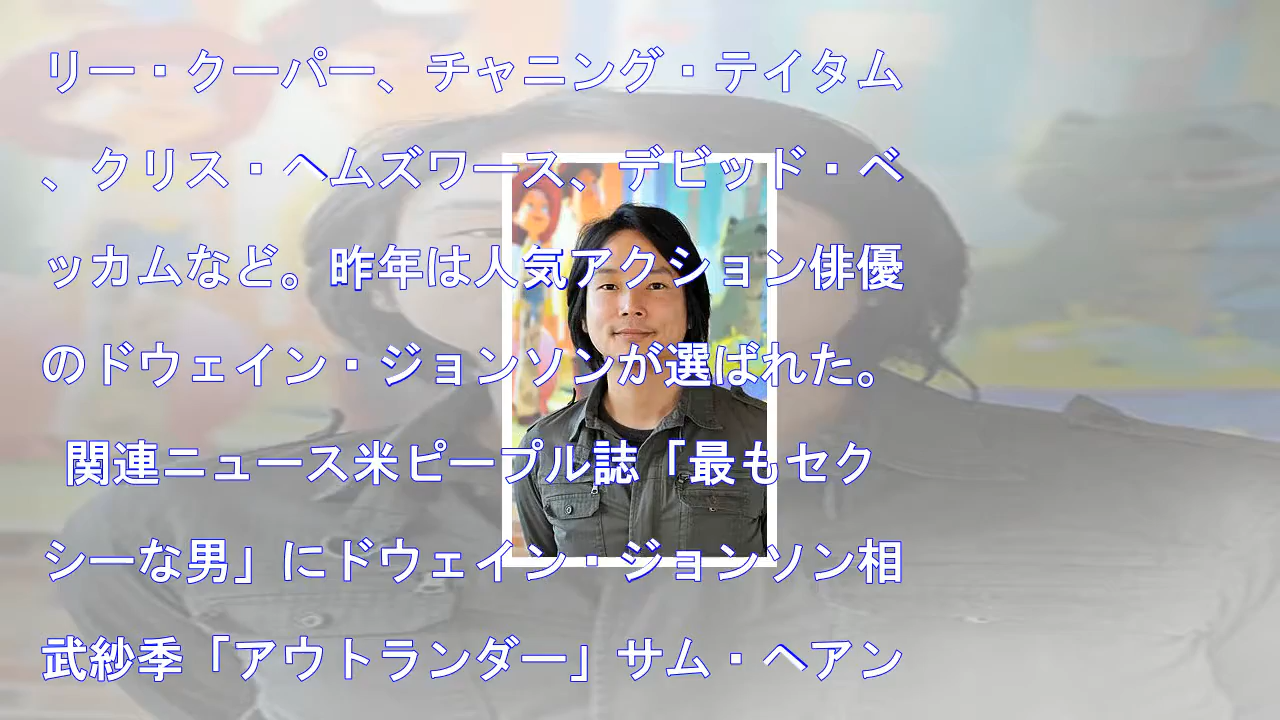 リー・クーパー、チャニング・テイタム
、クリス・ヘムズワース、デビッド・ベ
ッカムなど。昨年は人気アクション俳優
のドウェイン・ジョンソンが選ばれた。
関連ニュース米ピープル誌「最もセク
シーな男」にドウェイン・ジョンソン相
武紗季「アウトランダー」サム・ヘアン